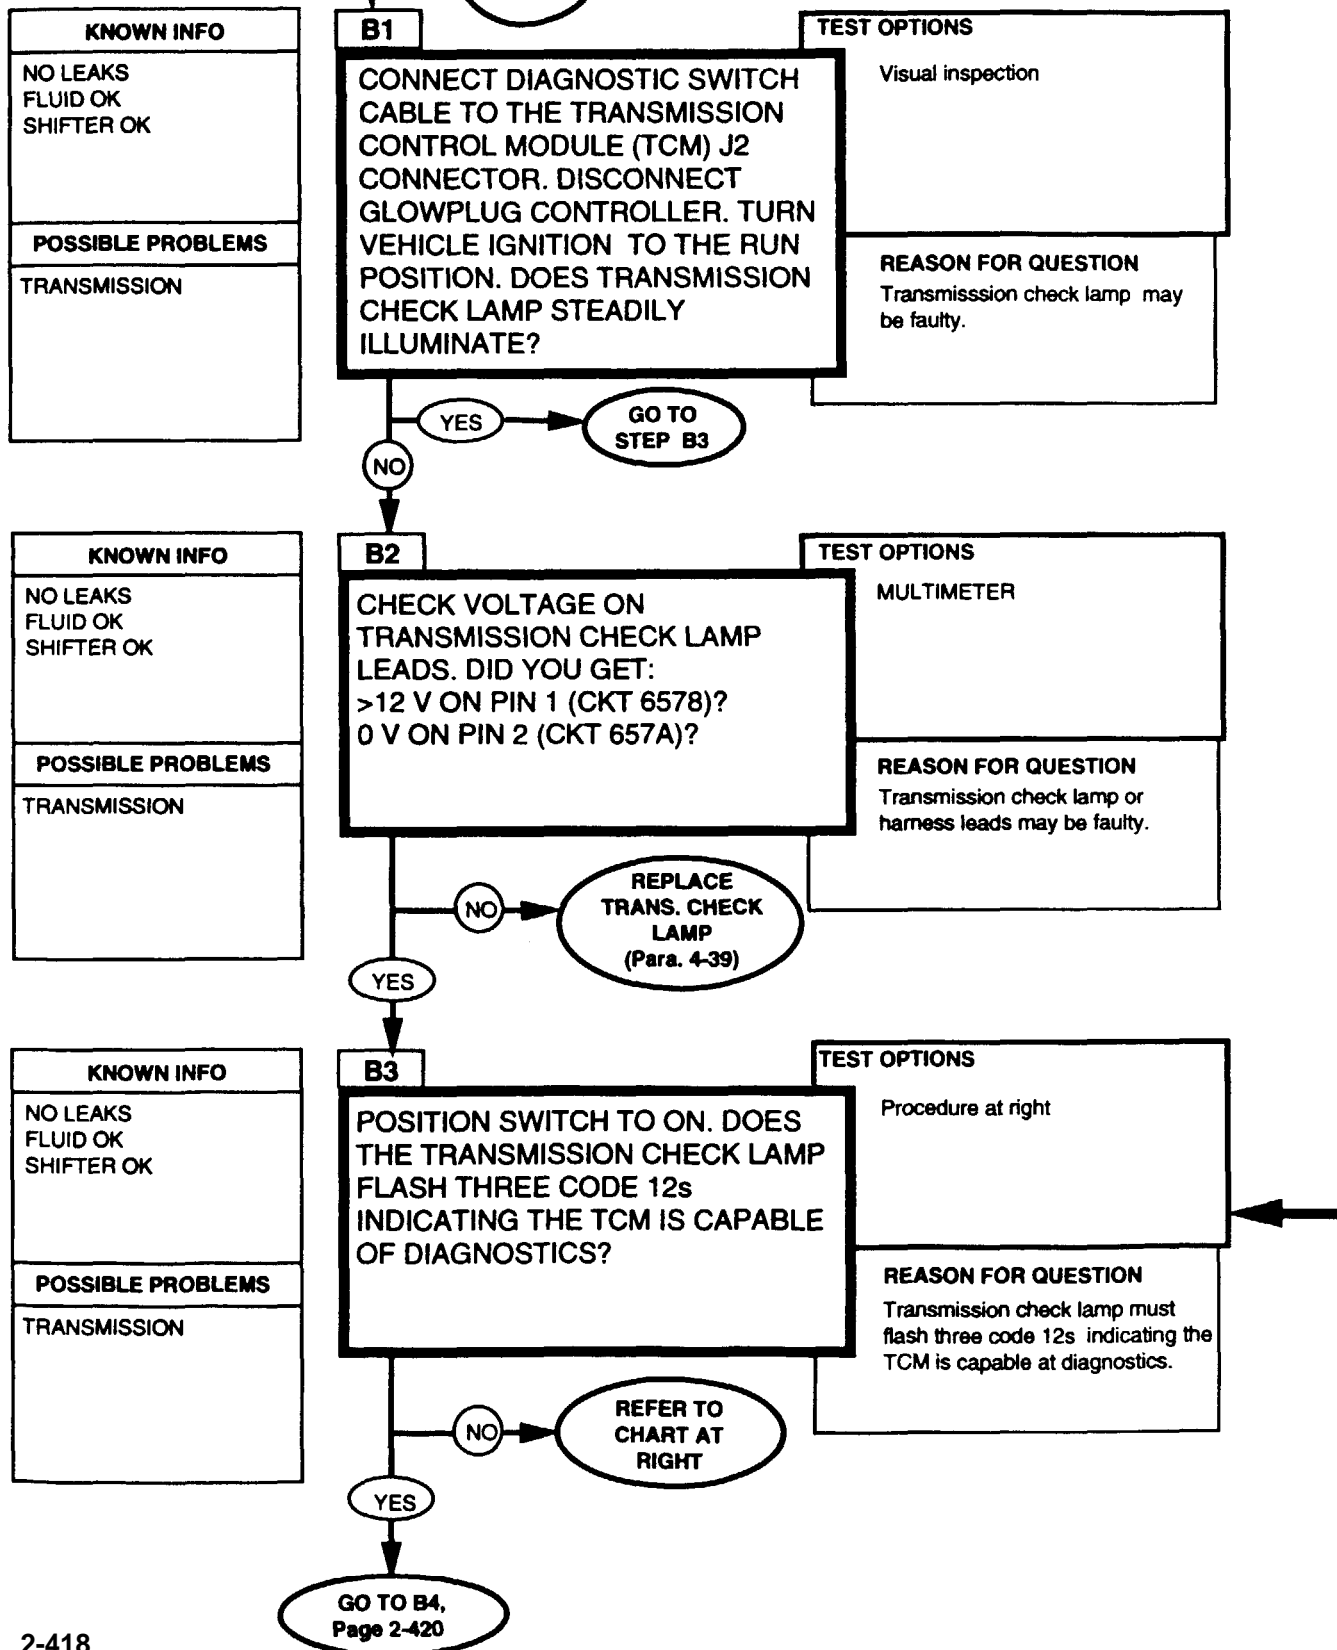 KNOWN INFO
NO LEAKS
FLUID OK
SHIFTER OK
POSSIBLE PROBLEMS
TRANSMISSION
B1
CONNECT DIAGNOSTIC SWITCH
CABLE TO THE TRANSMISSION
CONTROL MODULE (TCM) J2
CONNECTOR. DISCONNECT
GLOWPLUG CONTROLLER. TURN
VEHICLE IGNITION TO THE RUN
POSITION. DOES TRANSMISSION
CHECK LAMP STEADILY
ILLUMINATE?
TEST OPTIONS
Visual inspection
REASON FOR QUESTION
Transmisssion check lamp may
be faulty.
YES
GO TO
STEP B3
NO
KNOWN INFO
NO LEAKS
FLUID OK
SHIFTER OK
POSSIBLE PROBLEMS
TRANSMISSION
B2
CHECK VOLTAGE ON
TRANSMISSION CHECK LAMP
LEADS. DID YOU GET:
>12 V ON PIN 1 (CKT 6578)?
0 V ON PIN 2 (CKT 657A)?
TEST OPTIONS
MULTIMETER
REASON FOR QUESTION
Transmission check lamp or
harness leads may be faulty.
NO
REPLACE
TRANS. CHECK
LAMP
(Para. 4-39)
YES
KNOWN INFO
NO LEAKS
FLUID OK
SHIFTER OK
POSSIBLE PROBLEMS
TRANSMISSION
B3
POSITION SWITCH TO ON. DOES
THE TRANSMISSION CHECK LAMP
FLASH THREE CODE 12s
INDICATING THE TCM IS CAPABLE
OF DIAGNOSTICS?
TEST OPTIONS
Procedure at right
REASON FOR QUESTION
Transmission check lamp must
flash three code 12s indicating the
TCM is capable at diagnostics.
NO
REFER TO
CHART AT
RIGHT
YES
GO TO B4,
Page 2-420
2-418